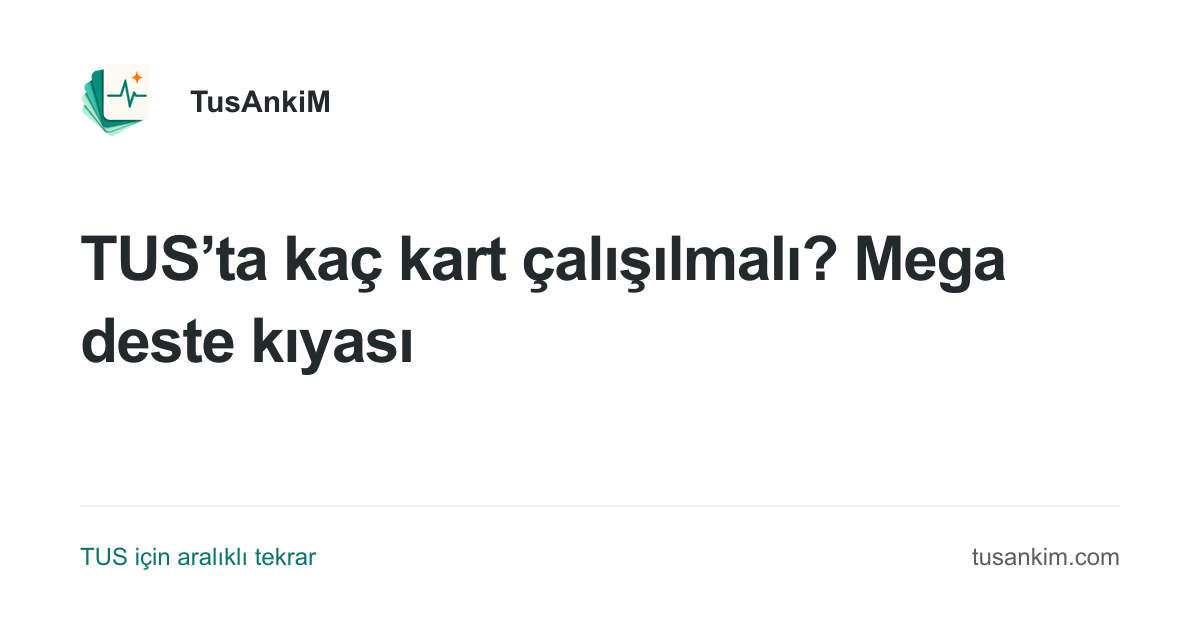 TusAnkiM
TUS’ta kaç kart çalışılmalı? Mega
deste kıyası
TUS için aralıklı tekrar
tusankim.com